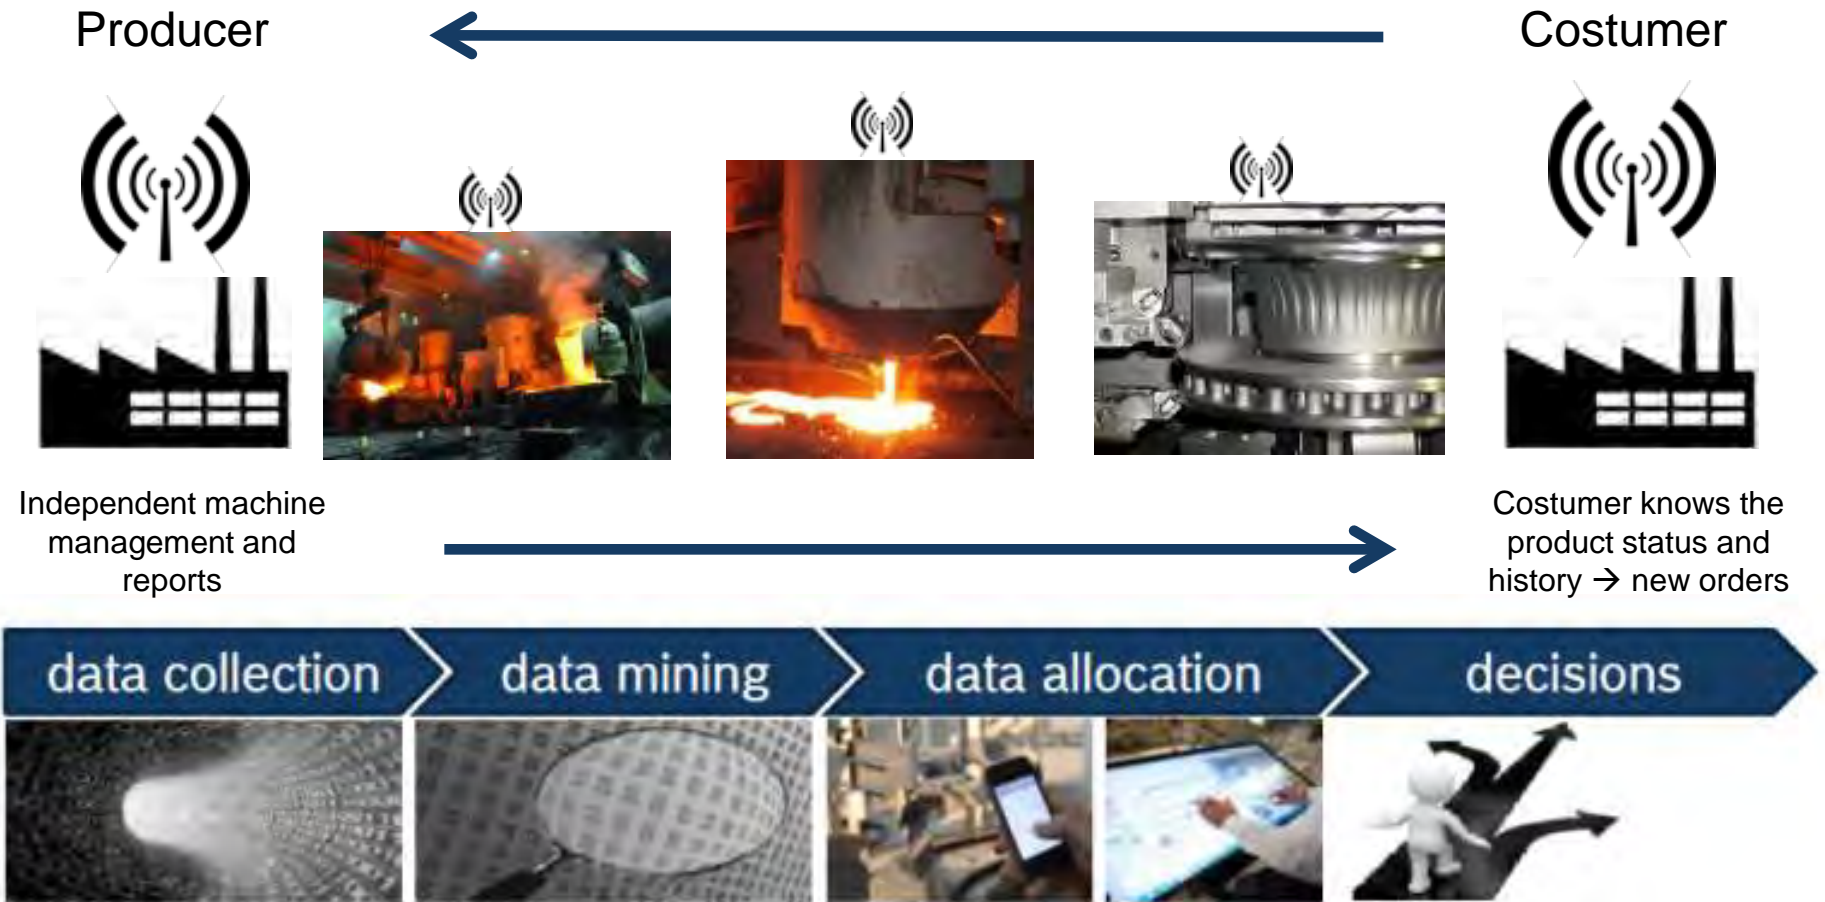 Producer
Costumer
Independent machine
management and
reports
Costumer knows the
product status and
history → new orders
data collection
data mining
data allocation
decisions